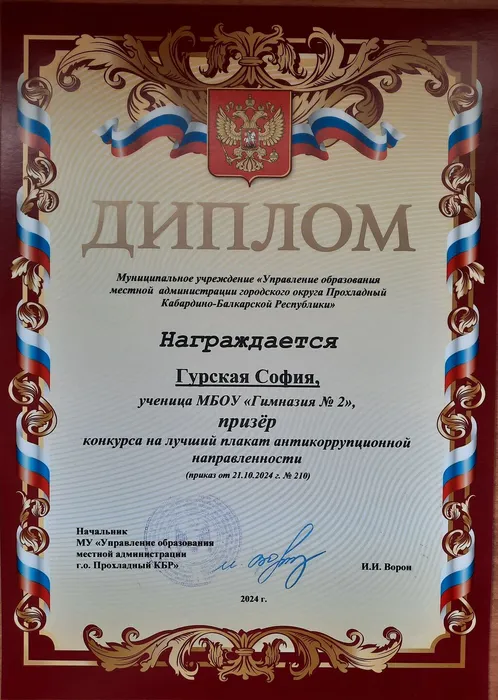 ДИПЛОМ
Муниципальное учреждение «Управление образования
местной администрации городского округа Прохладный
Кабардино-Балкарской Республики»
Награждается
Гурская София,
ученица МБОУ «Гимназия № 2»,
призёр
конкурса на лучший плакат антикоррупционной
направленности
(приказ от 21.10.2024 г. № 210)
Начальник
МУ «Управление образования
местной администрации
г.о. Прохладный КБР»
И.И. Ворон
2024 г.